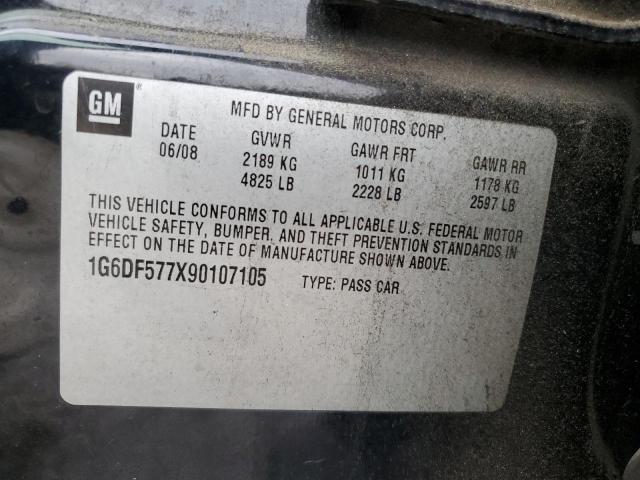 GM®
MFD BY GENERAL MOTORS CORP.
DATE GVWR GAWR FRT GAWR RR
06/08 2189 KG 1011 KG 1178 KG
4825 LB 2228 LB 2597 LB
THIS VEHICLE CONFORMS TO ALL APPLICABLE U.S. FEDERAL MOTOR
VEHICLE SAFETY, BUMPER, AND THEFT PREVENTION STANDARDS IN
EFFECT ON THE DATE OF MANUFACTURE SHOWN ABOVE.
1G6DF577X90107105 TYPE: PASS CAR